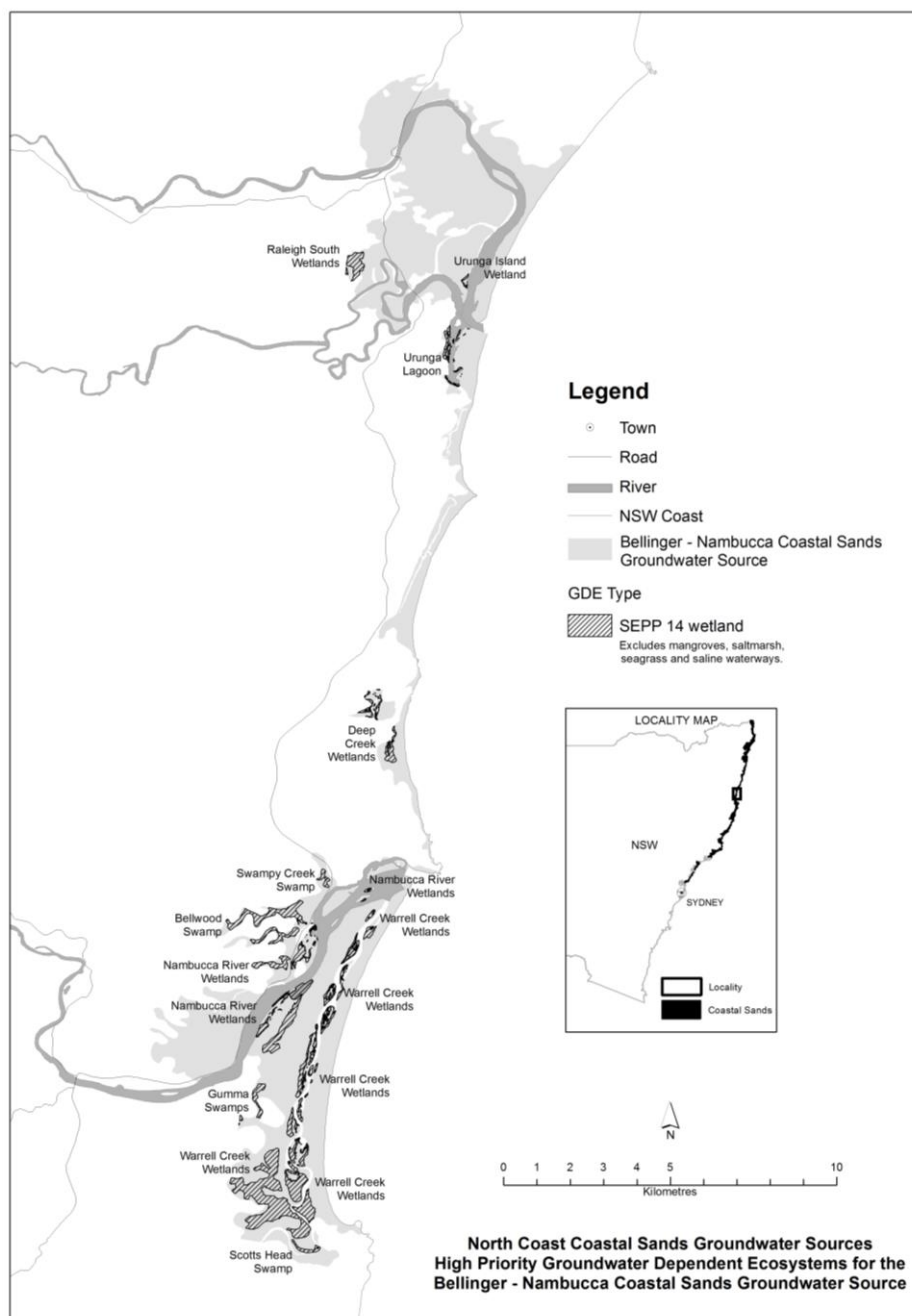 Raleigh South
Wetlands
Urunga Island
Wetland
Urunga
Lagoon
Legend
Town
Road
River
NSW Coast
Bellinger - Nambucca Coastal Sands
Groundwater Source
GDE Type
SEPP 14 wetland
Excludes mangroves, saltmarsh,
seagrass and saline waterways.
Deep
Creek
Wetlands
LOCALITY MAP
NSW
SYDNEY
Locality
Coastal Sands
Swampy Creek
Swamp
Nambucca River
Wetlands
Bellwood
Swamp
Warrell Creek
Wetlands
Nambucca River
Wetlands
Nambucca River
Wetlands
Warrell Creek
Wetlands
Warrell Creek
Wetlands
Gumma
Swamps
Warrell Creek
Wetlands
Warrell Creek
Wetlands
Scotts Head
Swamp
N
0 1 2 3 4 5 10
Kilometres
North Coast Coastal Sands Groundwater Sources
High Priority Groundwater Dependent Ecosystems for the
Bellinger - Nambucca Coastal Sands Groundwater Source